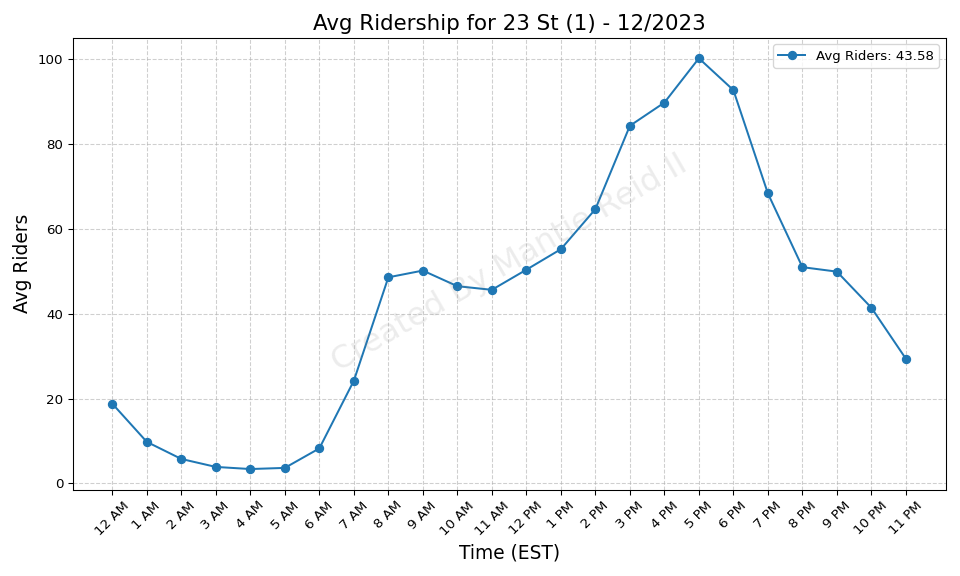 Avg Ridership for 23 St (1) - 12/2023
Avg Riders: 43.58
100
80
60
40
20
0
Avg Riders
Created By Mantie Reid II
12 AM
1 AM
2 AM
3 AM
4 AM
5 AM
6 AM
7 AM
8 AM
9 AM
10 AM
11 AM
12 PM
1 PM
2 PM
3 PM
4 PM
5 PM
6 PM
7 PM
8 PM
9 PM
10 PM
11 PM
Time (EST)